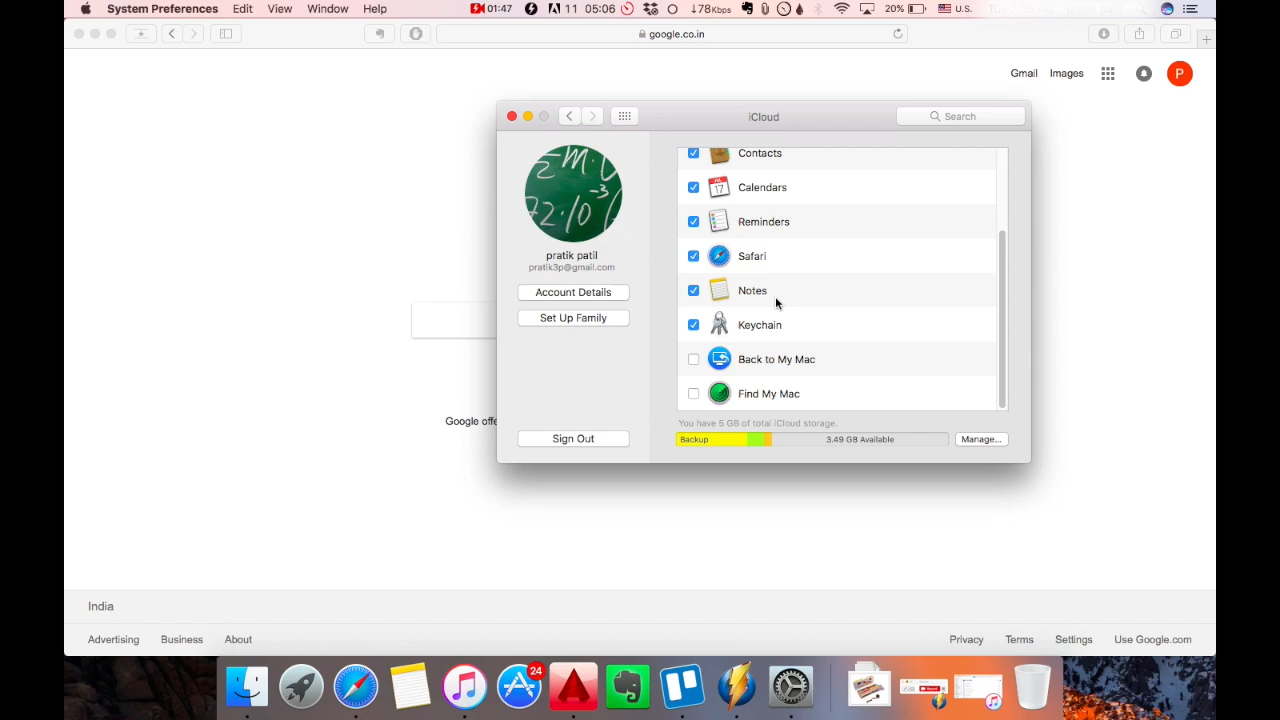 System Preferences Edit View Window Help 01:47 11 05:06 78KBps 20% U.S.
google.co.in
Gmail Images P
iCloud Search
Contacts
17 Calendars
Reminders
pratik patil
pratik3p@gmail.com
Safari
Account Details
Notes
Set Up Family
Keychain
Back to My Mac
Find My Mac
Google offe
You have 5 GB of total iCloud storage.
Sign Out
Backup 3.49 GB Available Manage...
India
Advertising Business About Privacy Terms Settings Use Google.com
24